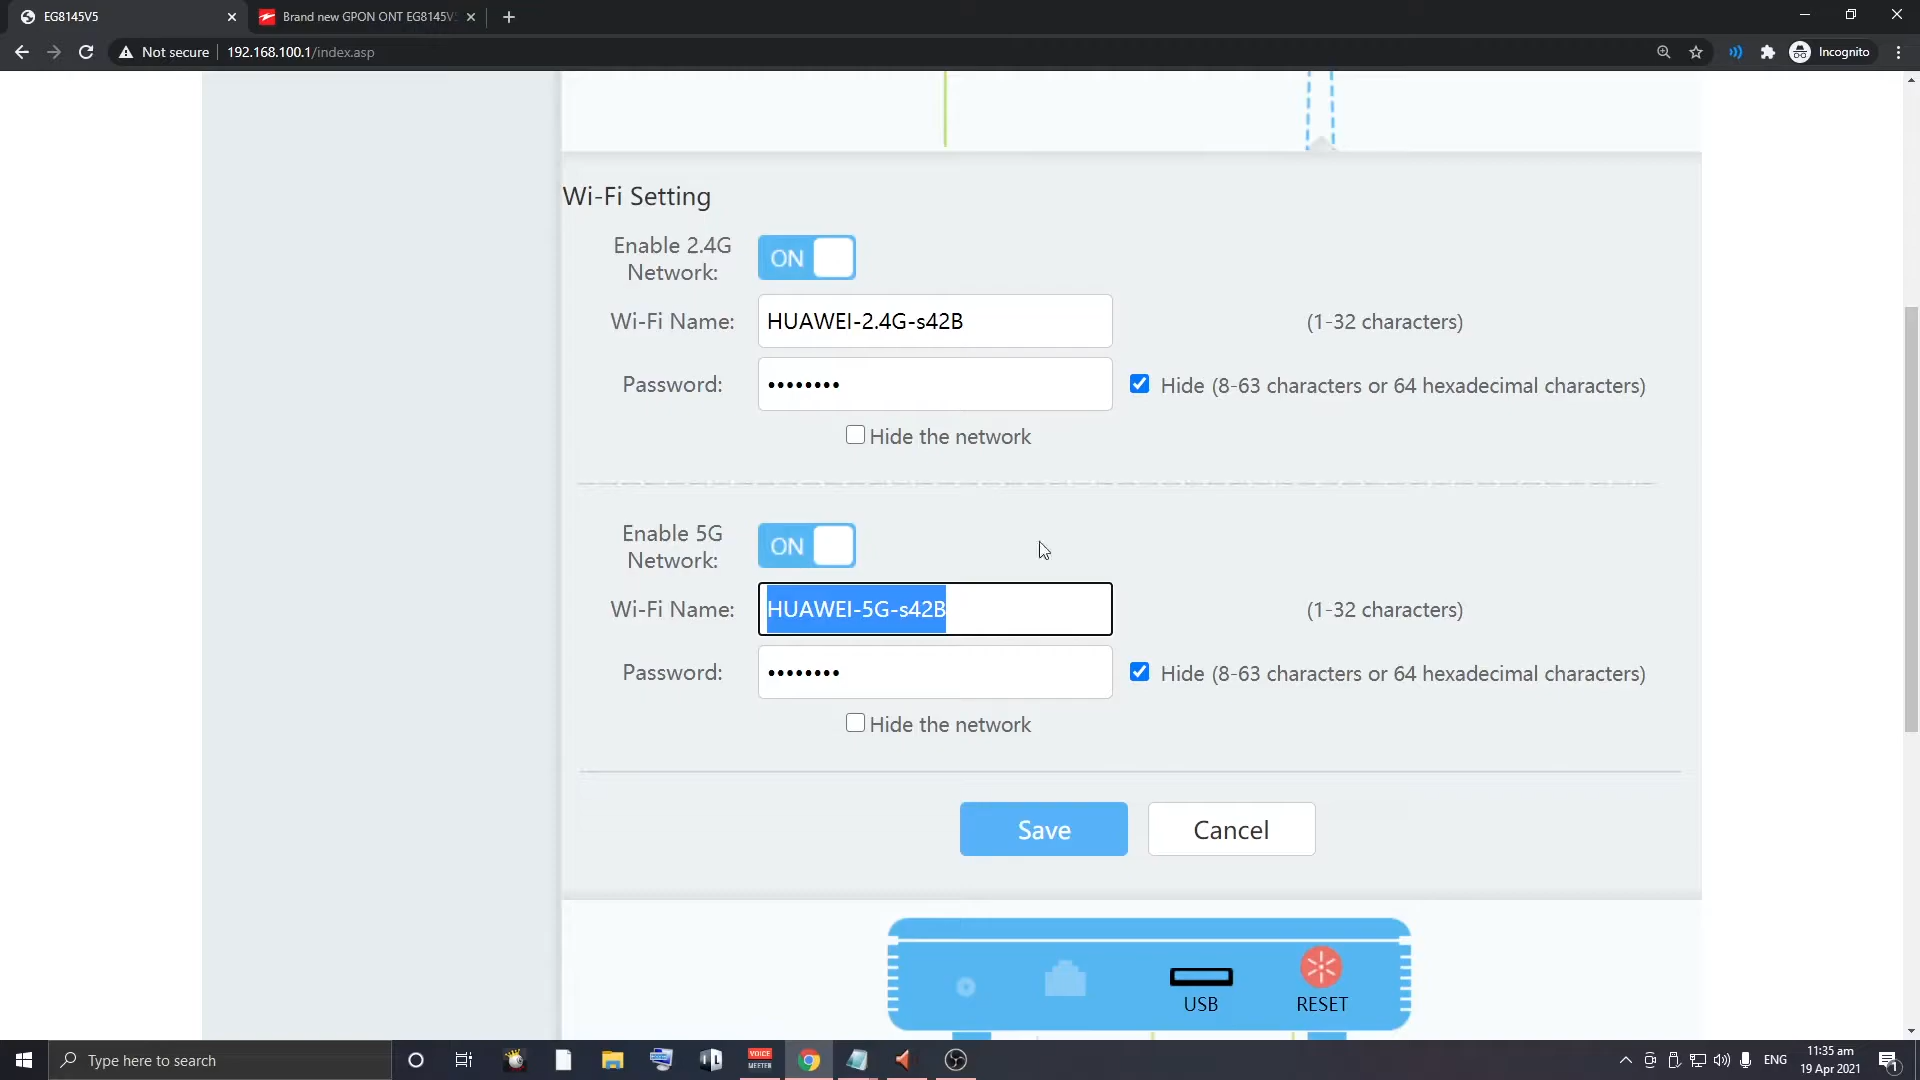 EG8145V5
Brand new GPON ONT EG8145V5
Not secure 192.168.100.1/index.asp
Incognito
Wi-Fi Setting
Enable 2.4G
Network:
ON
Wi-Fi Name: HUAWEI-2.4G-s42B (1-32 characters)
Password: •••••••• Hide (8-63 characters or 64 hexadecimal characters)
Hide the network
Enable 5G
Network:
ON
Wi-Fi Name: HUAWEI-5G-s42B (1-32 characters)
Password: •••••••• Hide (8-63 characters or 64 hexadecimal characters)
Hide the network
Save Cancel
USB RESET
Type here to search
VOICE
MEETER
ENG
11:35 am
19 Apr 2021
1